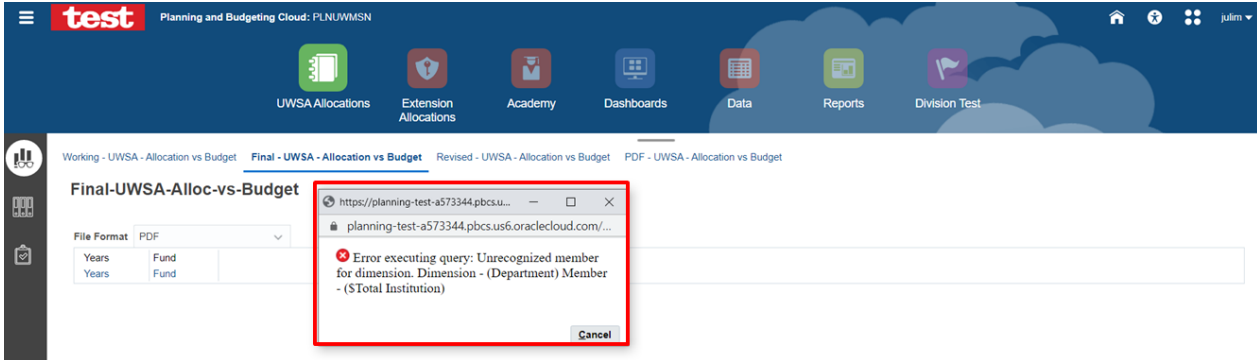 test Planning and Budgeting Cloud: PLNUWMSN julim
UWSA Allocations Extension Allocations Academy Dashboards Data Reports Division Test
Working - UWSA - Allocation vs Budget Final - UWSA - Allocation vs Budget Revised - UWSA - Allocation vs Budget PDF - UWSA - Allocation vs Budget
Final-UWSA-Alloc-vs-Budget
File Format PDF
Years Fund
Years Fund
https://planning-test-a573344.pbcs.u...
planning-test-a573344.pbcs.us6.oraclecloud.com/...
Error executing query: Unrecognized member
for dimension. Dimension - (Department) Member
- ($Total Institution)
Cancel